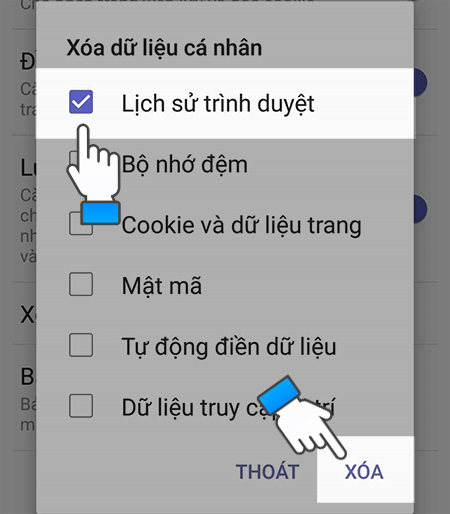 Xóa dữ liệu cá nhân
Lịch sử trình duyệt
Bộ nhớ đệm
Cookie và dữ liệu trang
Mật mã
Tự động điền dữ liệu
Dữ liệu truy cập trí
THOÁT XÓA